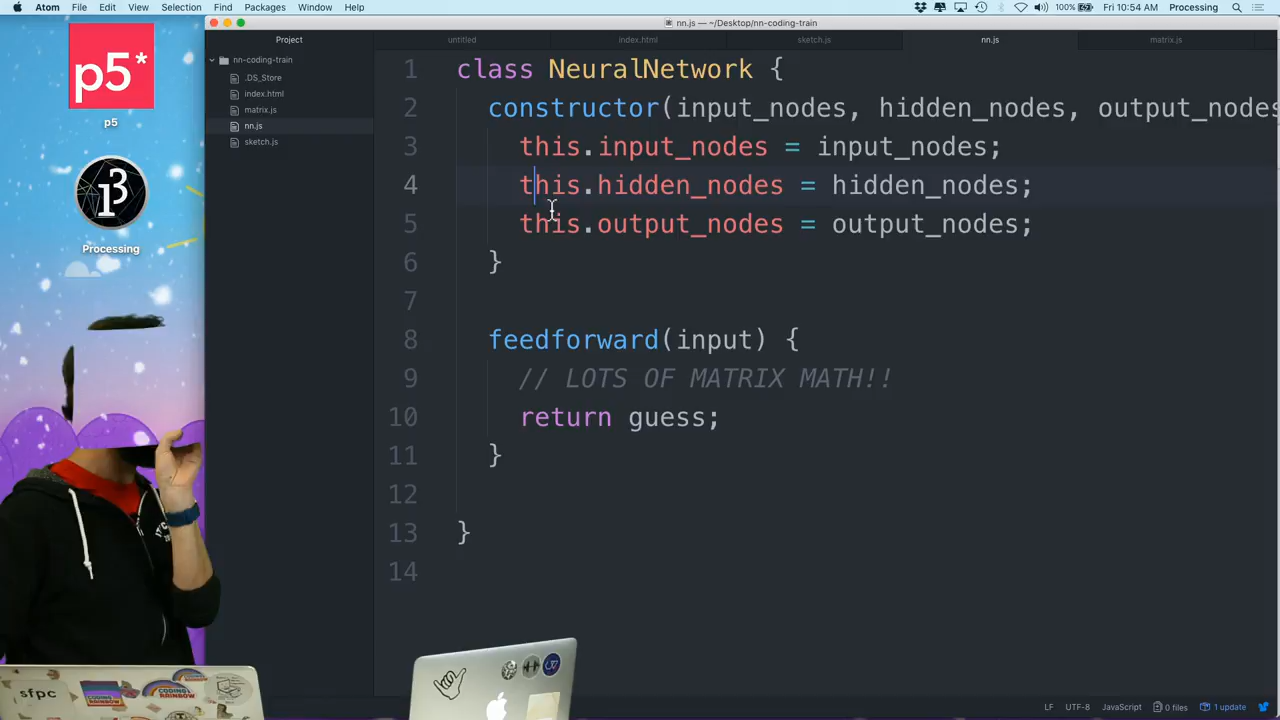 Atom File Edit View Selection Find Packages Window Help
100% Fri 10:54 AM Processing
nn.js — ~/Desktop/nn-coding-train
Project
untitled
index.html
sketch.js
nn.js
matrix.js
nn-coding-train
.DS_Store
index.html
matrix.js
nn.js
sketch.js
p5*
p5
Processing
1 class NeuralNetwork {
2 constructor(input_nodes, hidden_nodes, output_nodes
3 this.input_nodes = input_nodes;
4 this.hidden_nodes = hidden_nodes;
5 this.output_nodes = output_nodes;
6 }
7
8 feedforward(input) {
9 // LOTS OF MATRIX MATH!!
10 return guess;
11 }
12
13 }
14
sfpc
CODING
RAINBOW
LF UTF-8 JavaScript 0 files 1 update